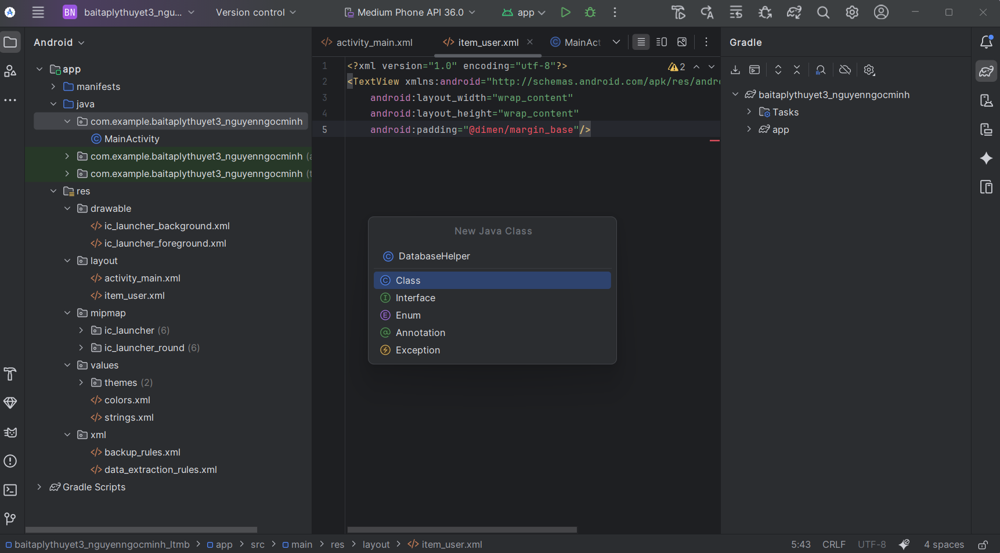 BN baitaplythuyet3_ngu... Version control Medium Phone API 36.0 app
Android
app
manifests
java
com.example.baitaplythuyet3_nguyenngocminh
MainActivity
com.example.baitaplythuyet3_nguyenngocminh (a
com.example.baitaplythuyet3_nguyenngocminh (t
res
drawable
ic_launcher_background.xml
ic_launcher_foreground.xml
layout
activity_main.xml
item_user.xml
mipmap
ic_launcher (6)
ic_launcher_round (6)
values
themes (2)
colors.xml
strings.xml
xml
backup_rules.xml
data_extraction_rules.xml
Gradle Scripts
activity_main.xml item_user.xml MainAct
1 <?xml version="1.0" encoding="utf-8"?> 2
2 <TextView xmlns:android="http://schemas.android.com/apk/res/andro
3 android:layout_width="wrap_content"
4 android:layout_height="wrap_content"
5 android:padding="@dimen/margin_base"/>
New Java Class
DatabaseHelper
Class
Interface
Enum
Annotation
Exception
Gradle
baitaplythuyet3_nguyenngocminh
Tasks
app
baitaplythuyet3_nguyenngocminh_ltmb > app > src > main > res > layout > item_user.xml 5:43 CRLF UTF-8 4 spaces